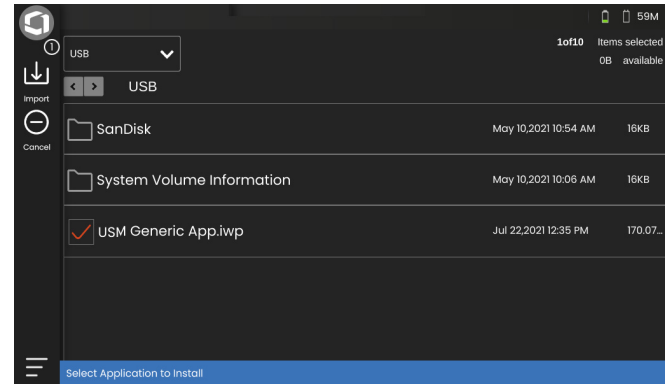 59M
1
USB
1of10 Items selected
0B available
Import
USB
SanDisk May 10,2021 10:54 AM 16KB
Cancel
System Volume Information May 10,2021 10:06 AM 16KB
USM Generic App.iwp Jul 22,2021 12:35 PM 170.07...
Select Application to Install